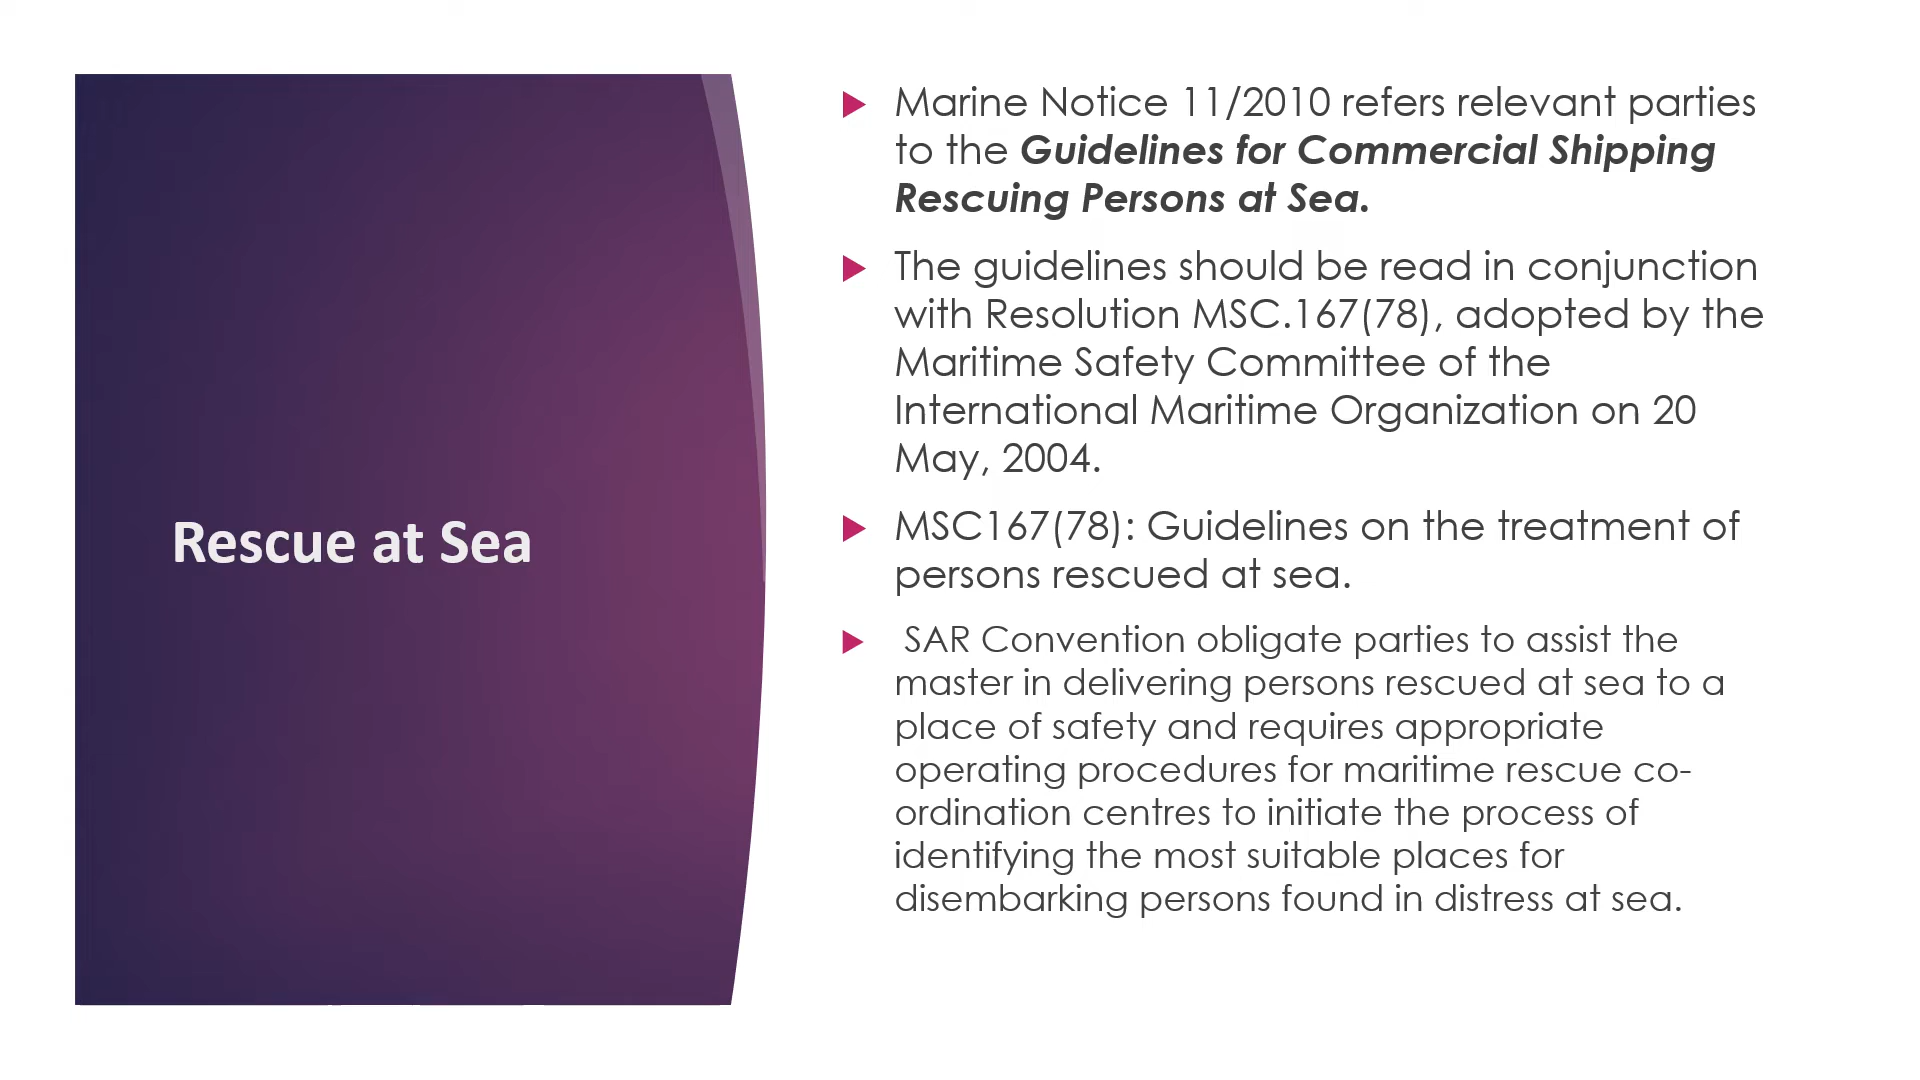 Rescue at Sea
Marine Notice 11/2010 refers relevant parties
to the Guidelines for Commercial Shipping
Rescuing Persons at Sea.
The guidelines should be read in conjunction
with Resolution MSC.167(78), adopted by the
Maritime Safety Committee of the
International Maritime Organization on 20
May, 2004.
MSC167(78): Guidelines on the treatment of
persons rescued at sea.
SAR Convention obligate parties to assist the
master in delivering persons rescued at sea to a
place of safety and requires appropriate
operating procedures for maritime rescue co-
ordination centres to initiate the process of
identifying the most suitable places for
disembarking persons found in distress at sea.